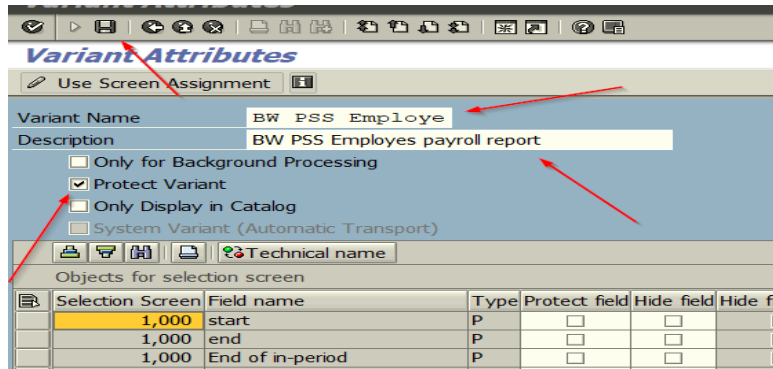 Variant Attributes
Use Screen Assignment
Variant Name BW PSS Employe
Description BW PSS Employes payroll report
Only for Background Processing
Protect Variant
Only Display in Catalog
System Variant (Automatic Transport)
Technical name
Objects for selection screen
Selection Screen Field name Type Protect field Hide field Hide f
1,000 start P
1,000 end P
1,000 End of in-period P